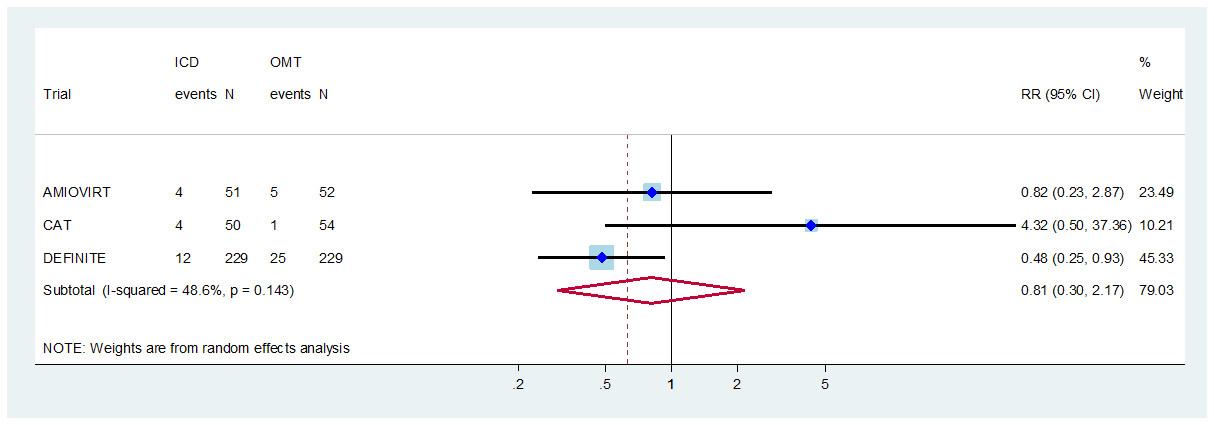 ICD OMT %
Trial events N events N RR (95% CI) Weight
AMIOVIRT 4 51 5 52 0.82 (0.23, 2.87) 23.49
CAT 4 50 1 54 4.32 (0.50, 37.36) 10.21
DEFINITE 12 229 25 229 0.48 (0.25, 0.93) 45.33
Subtotal (I-squared = 48.6%, p = 0.143) 0.81 (0.30, 2.17) 79.03
NOTE: Weights are from random effects analysis
.2 .5 1 2 5